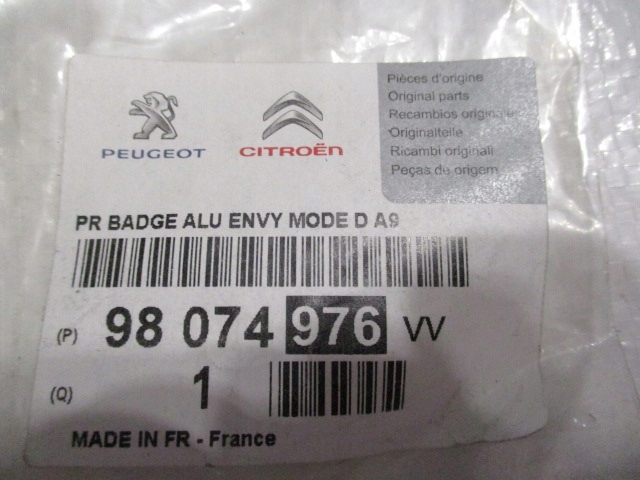 PEUGEOT
CITROËN
Pièces d'origine
Original parts
Recambios originales
Originalteile
Ricambi originali
Peças de origem
PR BADGE ALU ENVY MODE D A9
(P) 98 074 976 VV
(Q) 1
MADE IN FR - France